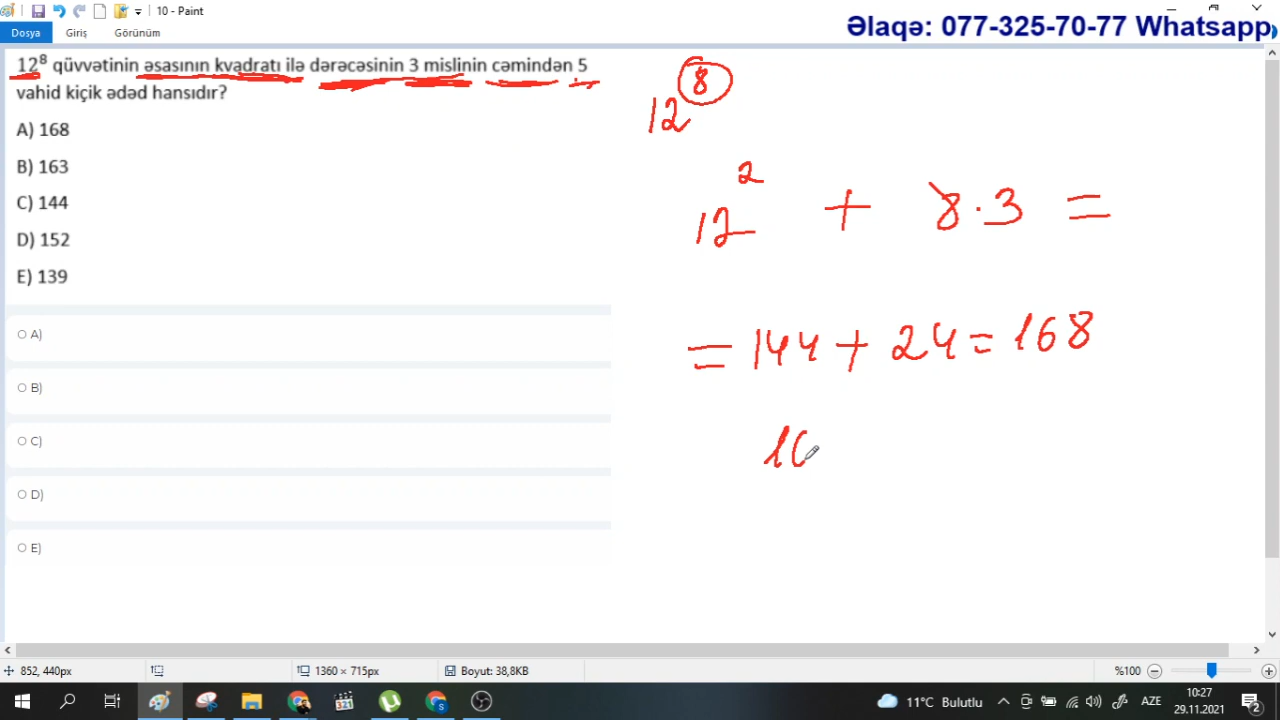 10 - Paint
Əlaqə: 077-325-70-77 Whatsapp
Dosya Giriş Görünüm
12⁸ qüvvətinin əsasının kvadratı ilə dərəcəsinin 3 mislinin cəmindən 5
vahid kiçik ədəd hansıdır?
A) 168
B) 163
C) 144
D) 152
E) 139
A)
B)
C)
D)
E)
12⁸
12² + 8·3 =
= 144 + 24 = 168
16
852, 440px 1360 × 715px Boyut: 38,8KB %100
11°C Bulutlu AZE 10:27
29.11.2021 2